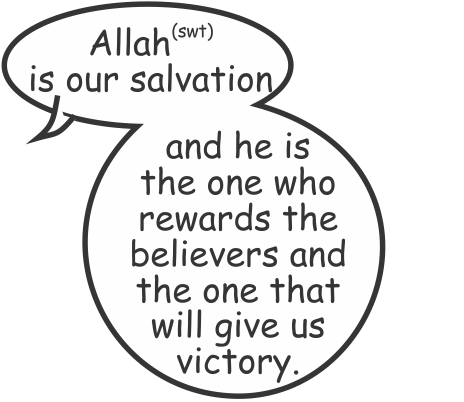 Allah(swt)
is our salvation
and he is
the one who
rewards the
believers and
the one that
will give us
victory.